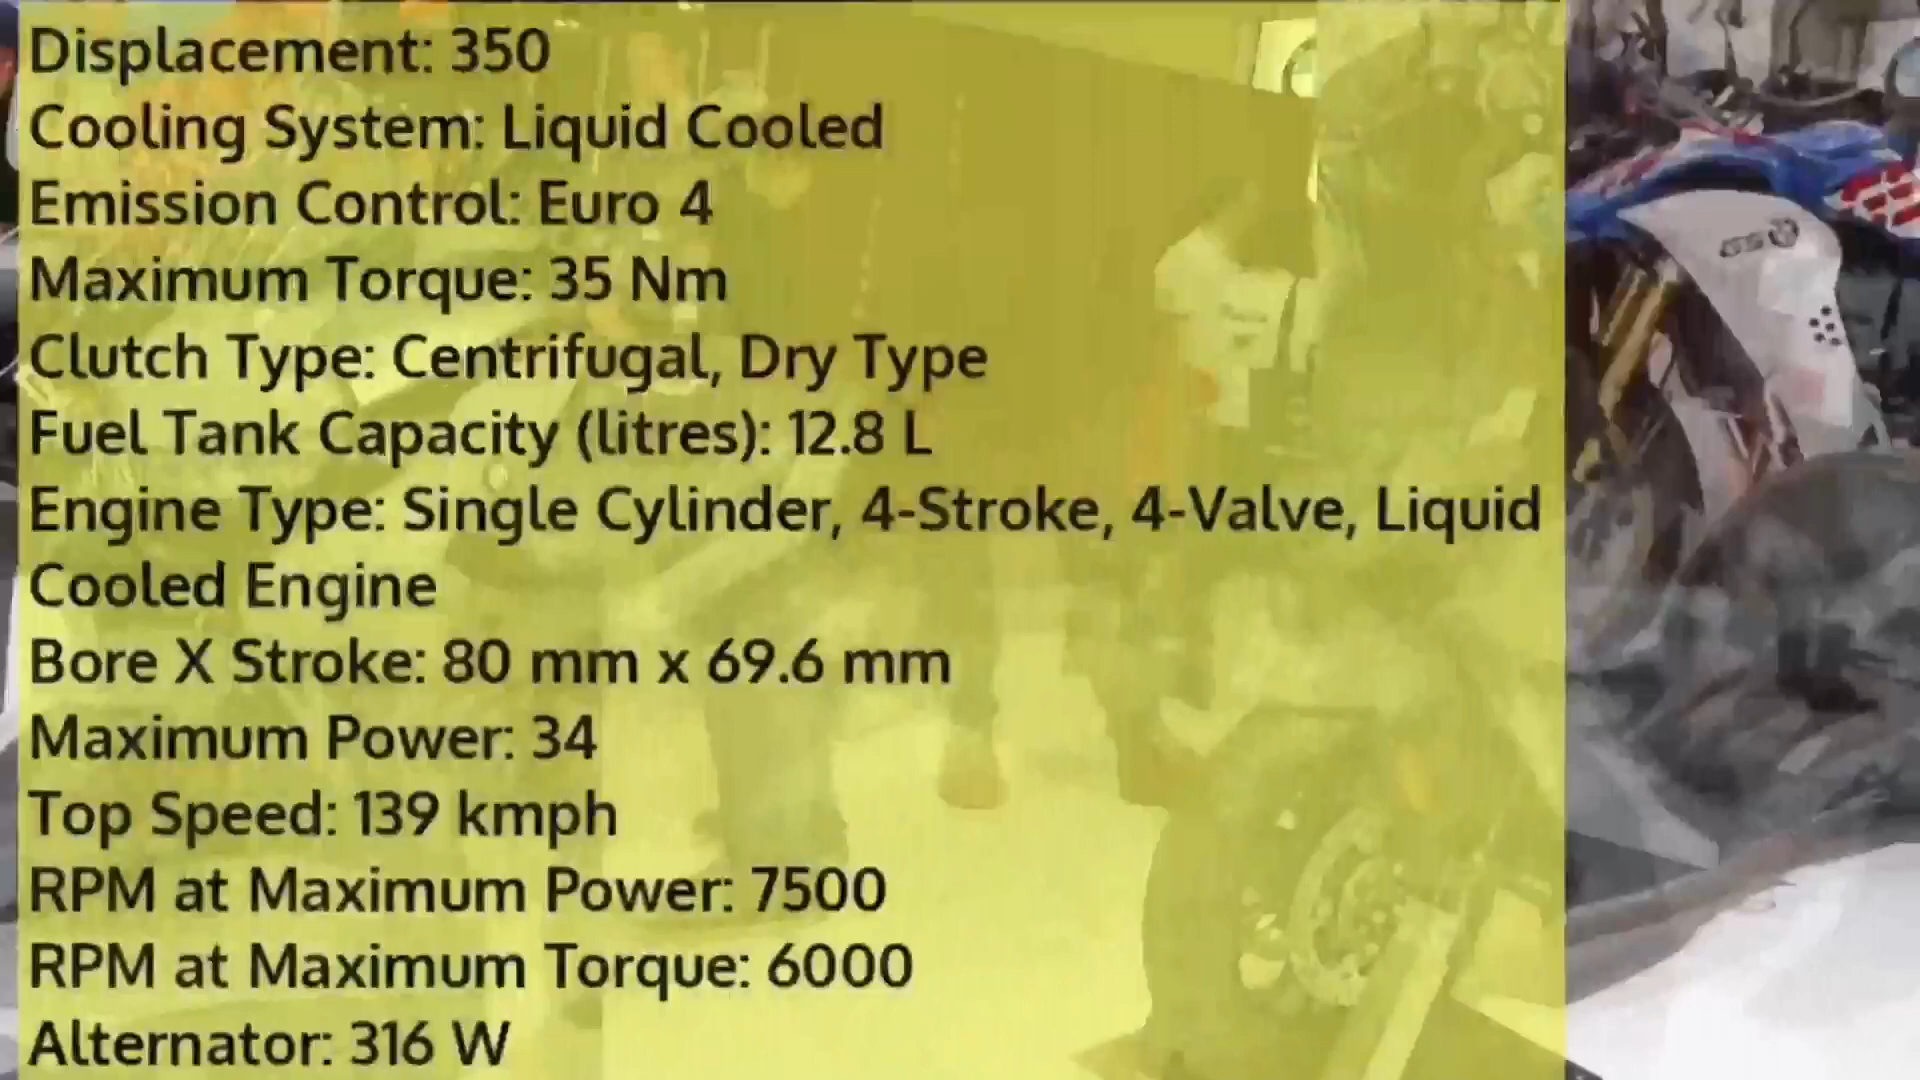 Displacement: 350
Cooling System: Liquid Cooled
Emission Control: Euro 4
Maximum Torque: 35 Nm
Clutch Type: Centrifugal, Dry Type
Fuel Tank Capacity (litres): 12.8 L
Engine Type: Single Cylinder, 4-Stroke, 4-Valve, Liquid
Cooled Engine
Bore X Stroke: 80 mm x 69.6 mm
Maximum Power: 34
Top Speed: 139 kmph
RPM at Maximum Power: 7500
RPM at Maximum Torque: 6000
Alternator: 316 W